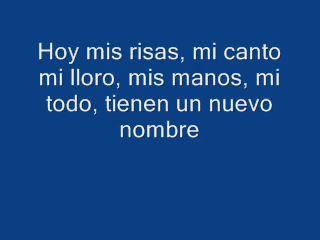 Hoy mis risas, mi canto
mi lloro, mis manos, mi
todo, tienen un nuevo
nombre